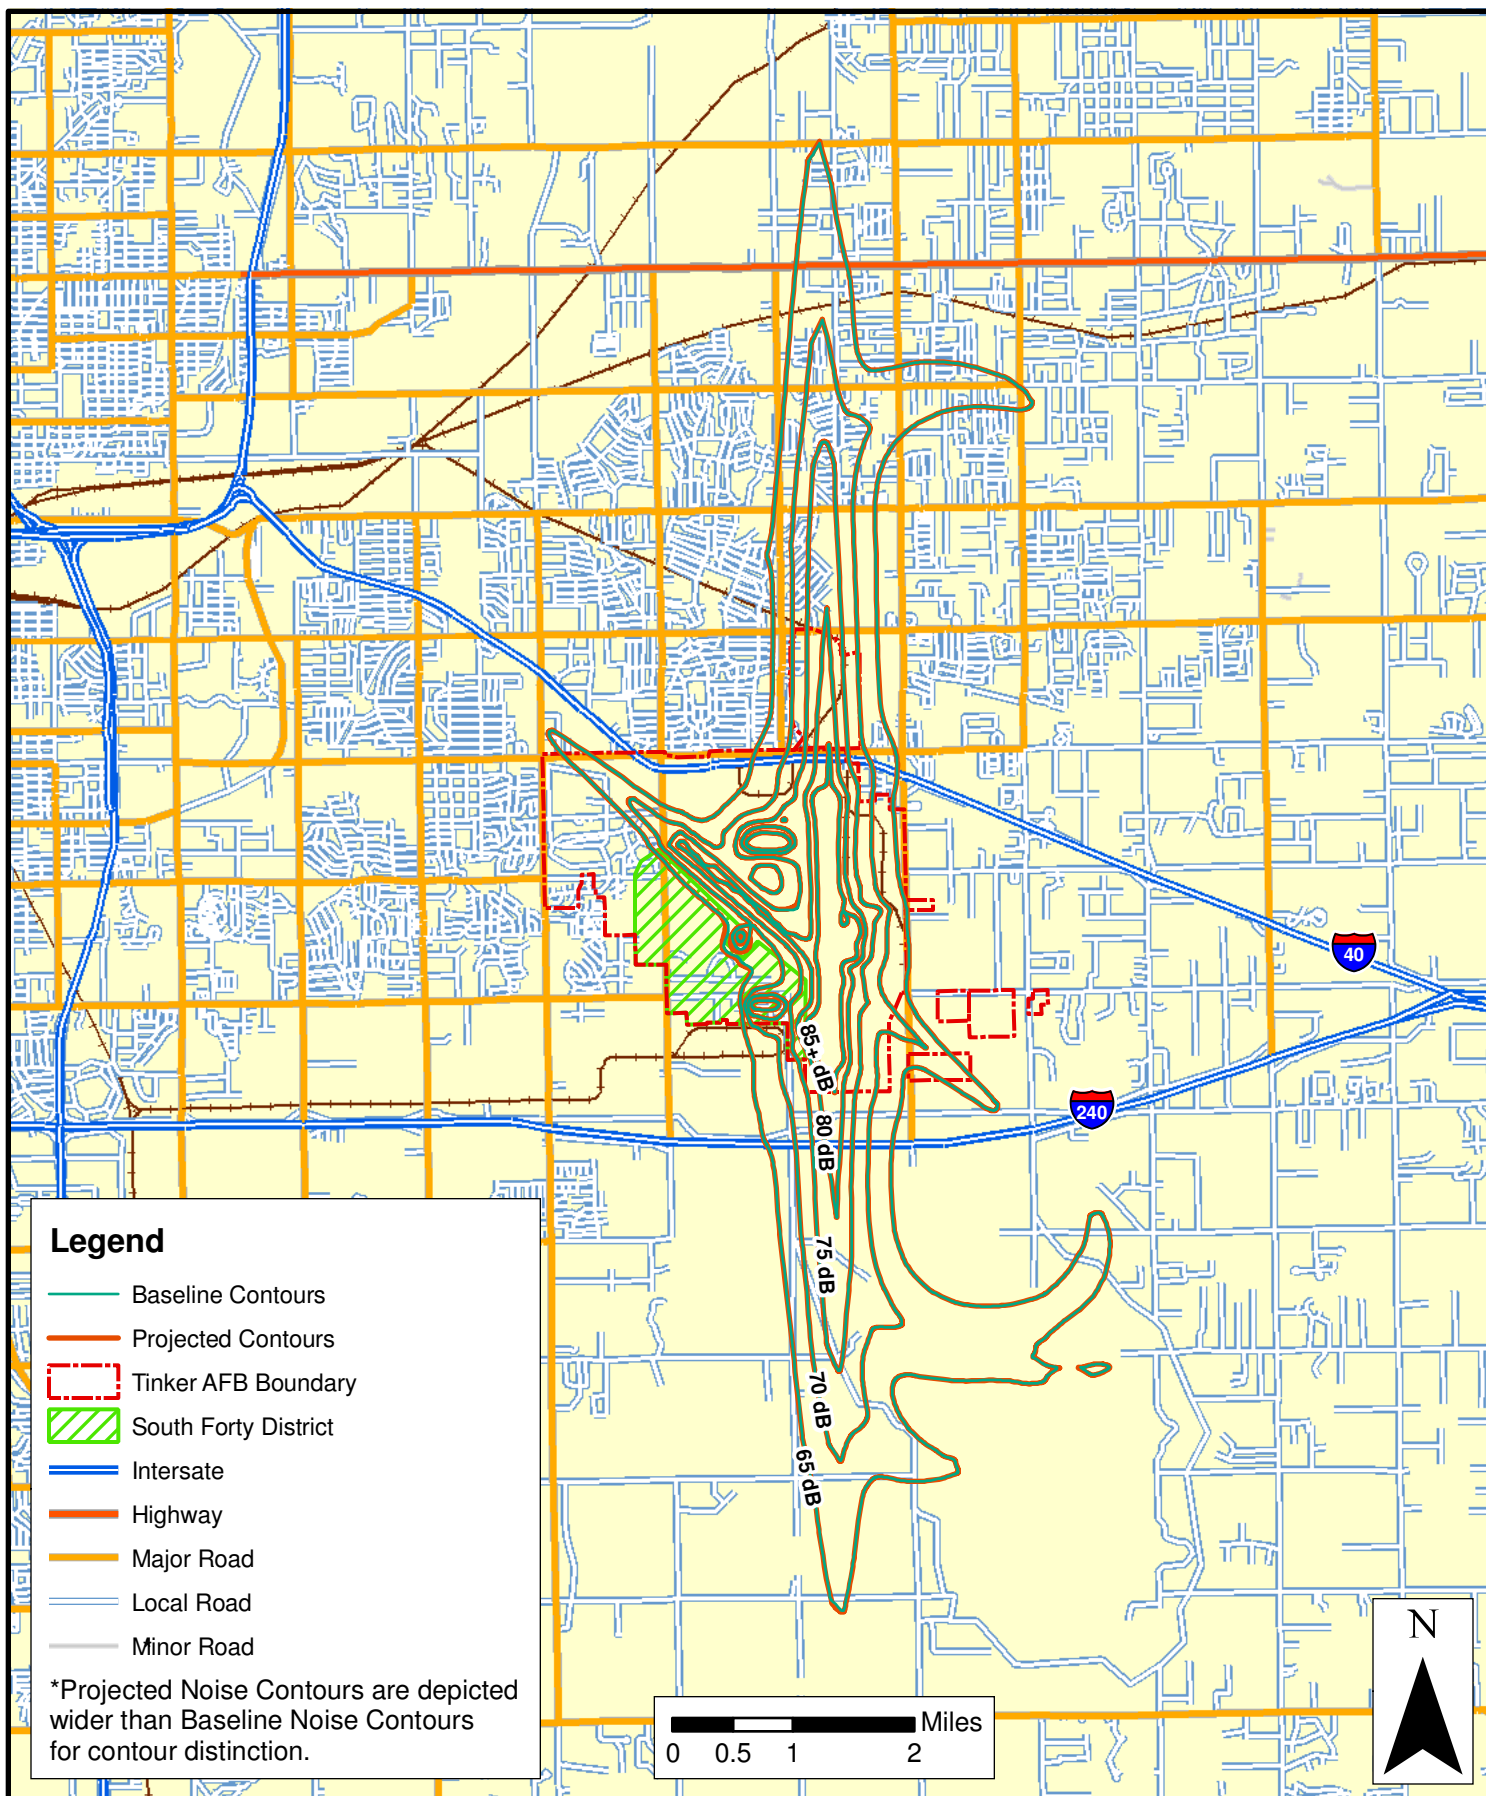 40
240
85+ dB
80 dB
75 dB
70 dB
65 dB
Legend
Baseline Contours
Projected Contours
Tinker AFB Boundary
South Forty District
Intersate
Highway
Major Road
Local Road
Minor Road
*Projected Noise Contours are depicted
wider than Baseline Noise Contours
for contour distinction.
Miles
0 0.5 1 2
N